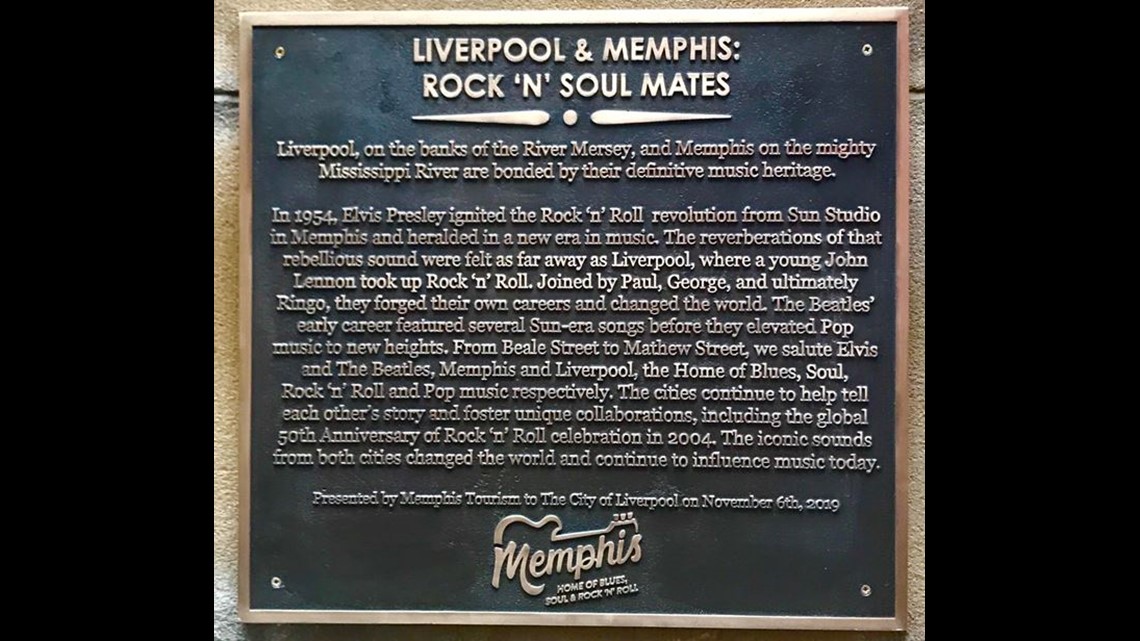 LIVERPOOL & MEMPHIS:
ROCK ‘N’ SOUL MATES
Liverpool, on the banks of the River Mersey, and Memphis on the mighty
Mississippi River are bonded by their definitive music heritage.
In 1954, Elvis Presley ignited the Rock ‘n’ Roll revolution from Sun Studio
in Memphis and heralded in a new era in music. The reverberations of that
rebellious sound were felt as far away as Liverpool, where a young John
Lennon took up Rock ‘n’ Roll. Joined by Paul, George, and ultimately
Ringo, they forged their own careers and changed the world. The Beatles’
early career featured several Sun-era songs before they elevated Pop
music to new heights. From Beale Street to Mathew Street, we salute Elvis
and The Beatles, Memphis and Liverpool, the Home of Blues, Soul,
Rock ‘n’ Roll and Pop music respectively. The cities continue to help tell
each other’s story and foster unique collaborations, including the global
50th Anniversary of Rock ‘n’ Roll celebration in 2004. The iconic sounds
from both cities changed the world and continue to influence music today.
Presented by Memphis Tourism to The City of Liverpool on November 6th, 2019
Memphis
HOME OF BLUES,
SOUL & ROCK ‘N’ ROLL